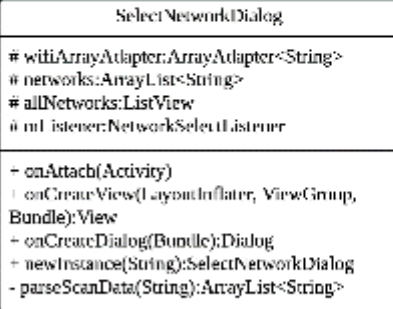 SelectNetworkDialog
# wifiArrayAdapter:ArrayAdapter<String>
# networks:ArrayList<String>
# allNetworks:ListView
# mListener:NetworkSelectListener
+ onAttach(Activity)
+ onCreateView(LayoutInflater, ViewGroup,
Bundle):View
+ onCreateDialog(Bundle):Dialog
+ newInstance(String):SelectNetworkDialog
- parseScanData(String):ArrayList<String>